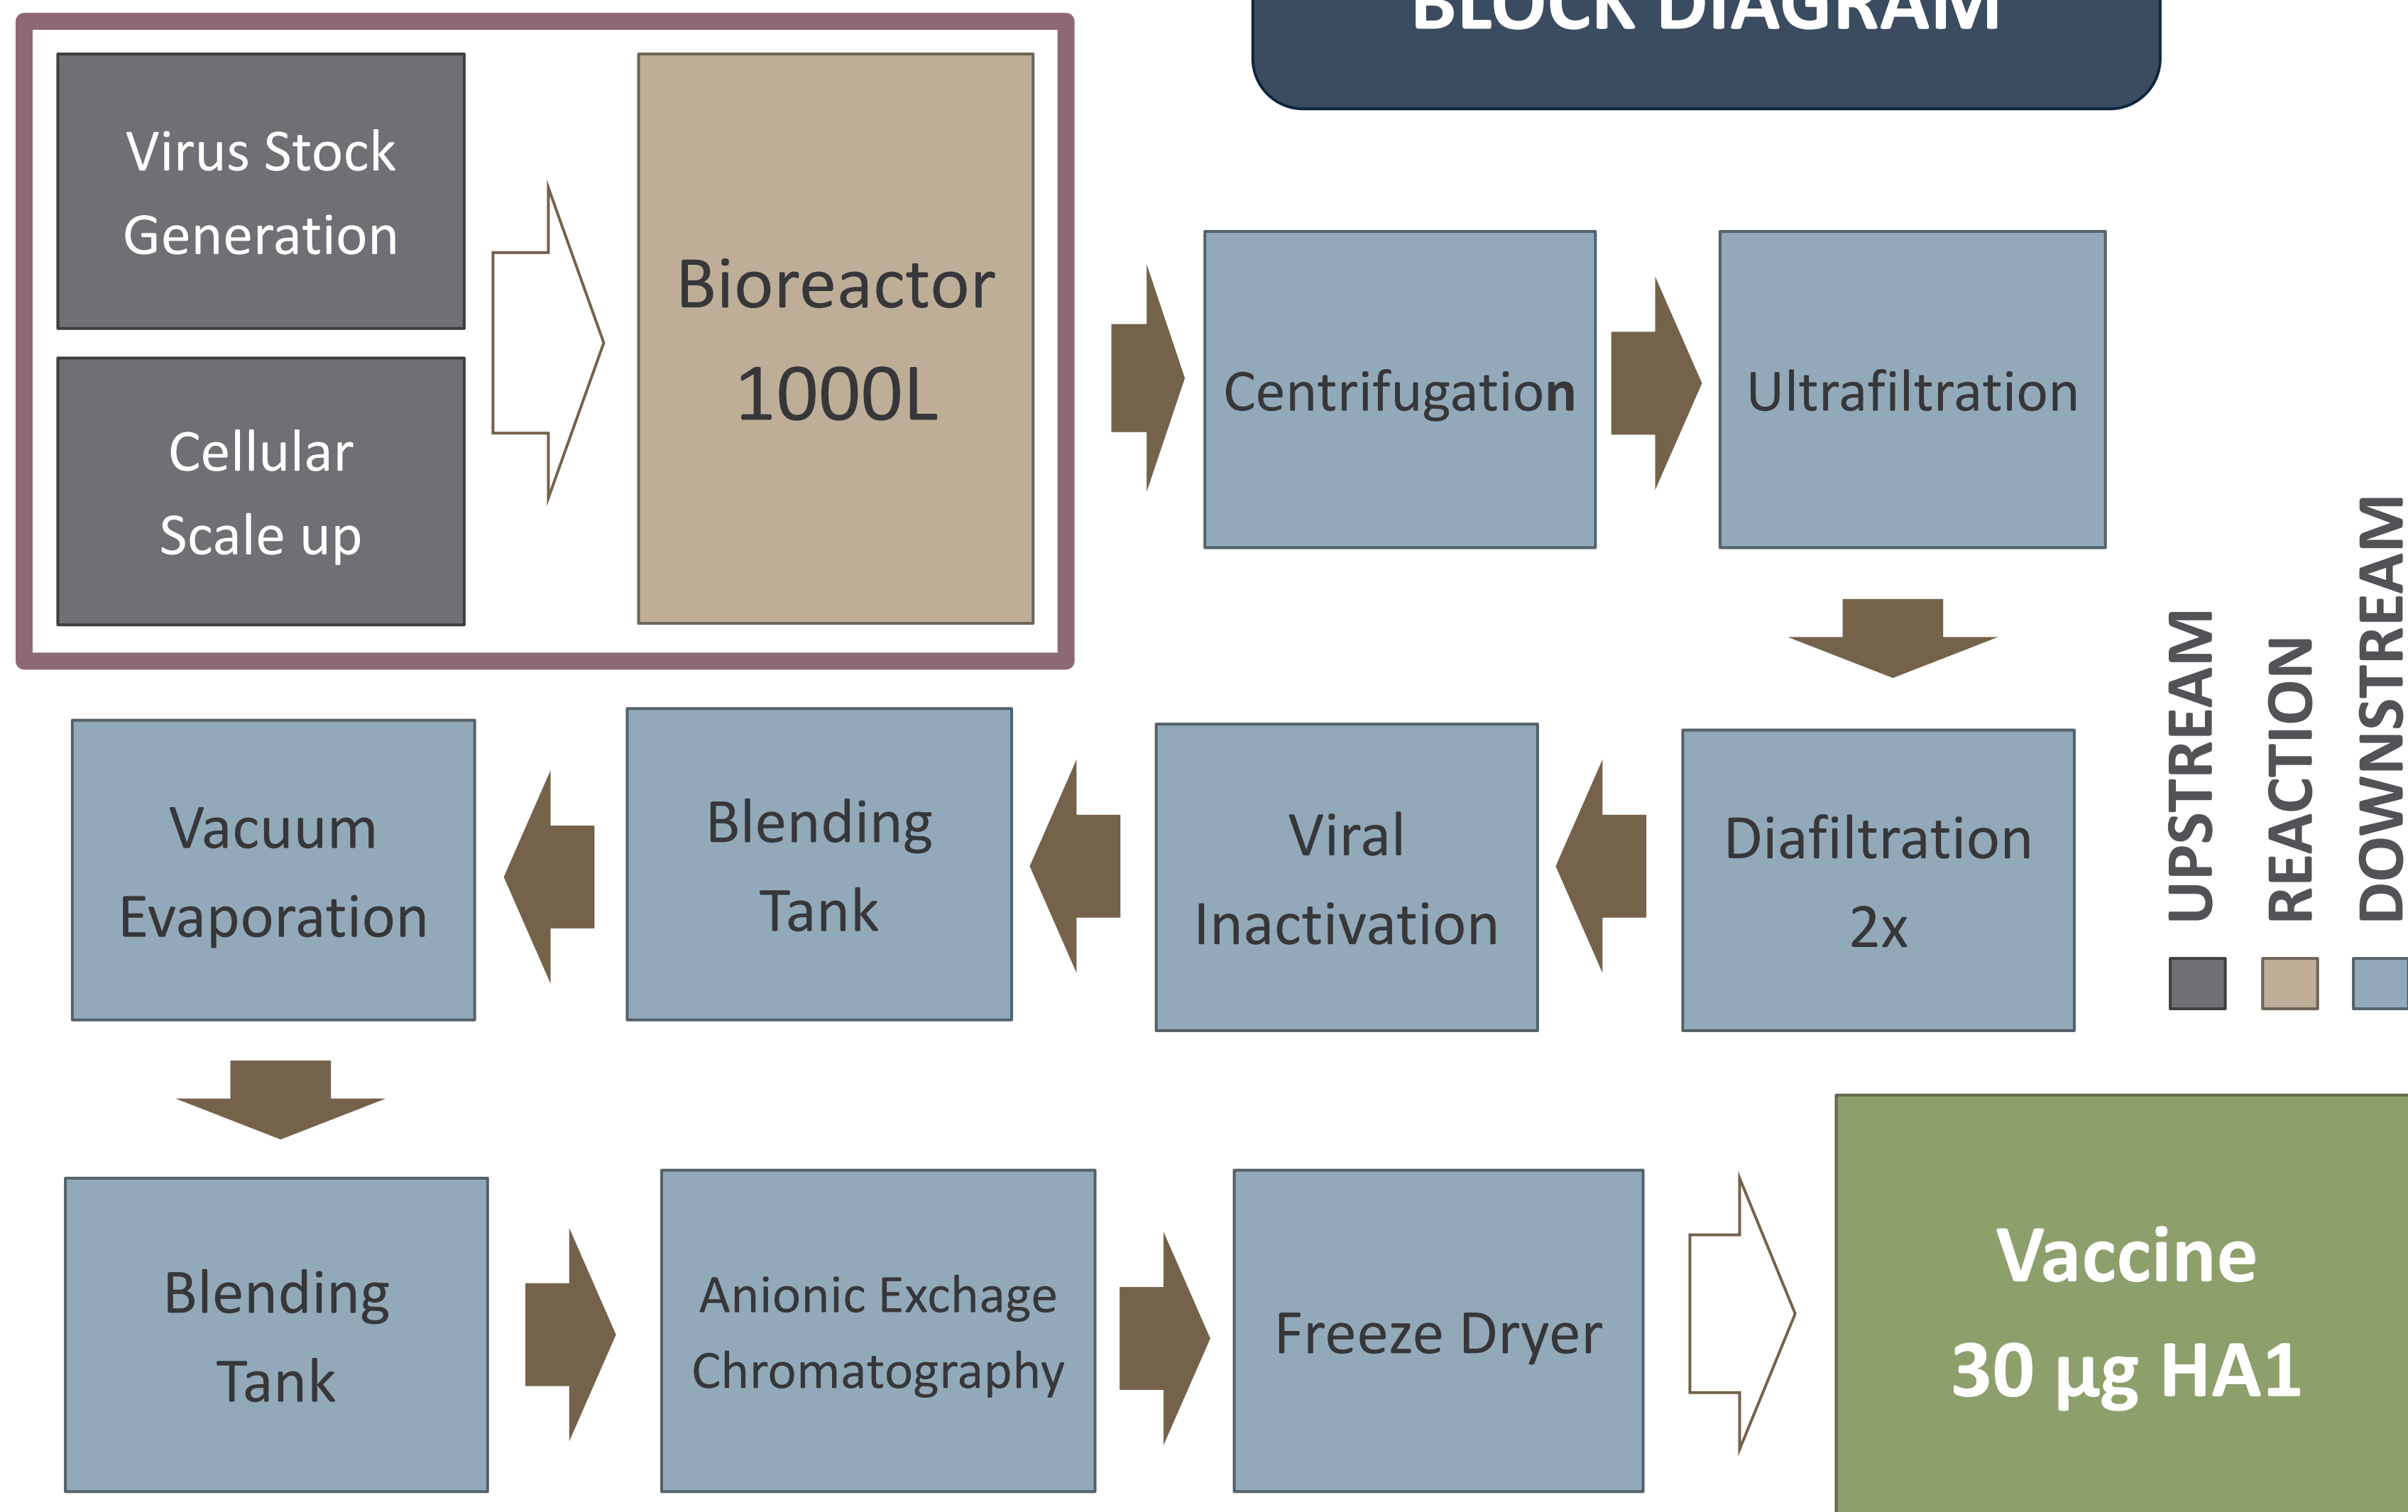 BLOCK DIAGRAM
Virus Stock
Generation
Cellular
Scale up
Bioreactor
1000L
Centrifugation
Ultrafiltration
Diafiltration
2x
Viral
Inactivation
Blending
Tank
Vacuum
Evaporation
Blending
Tank
Anionic Exchage
Chromatography
Freeze Dryer
Vaccine
30 µg HA1
UPSTREAM
REACTION
DOWNSTREAM